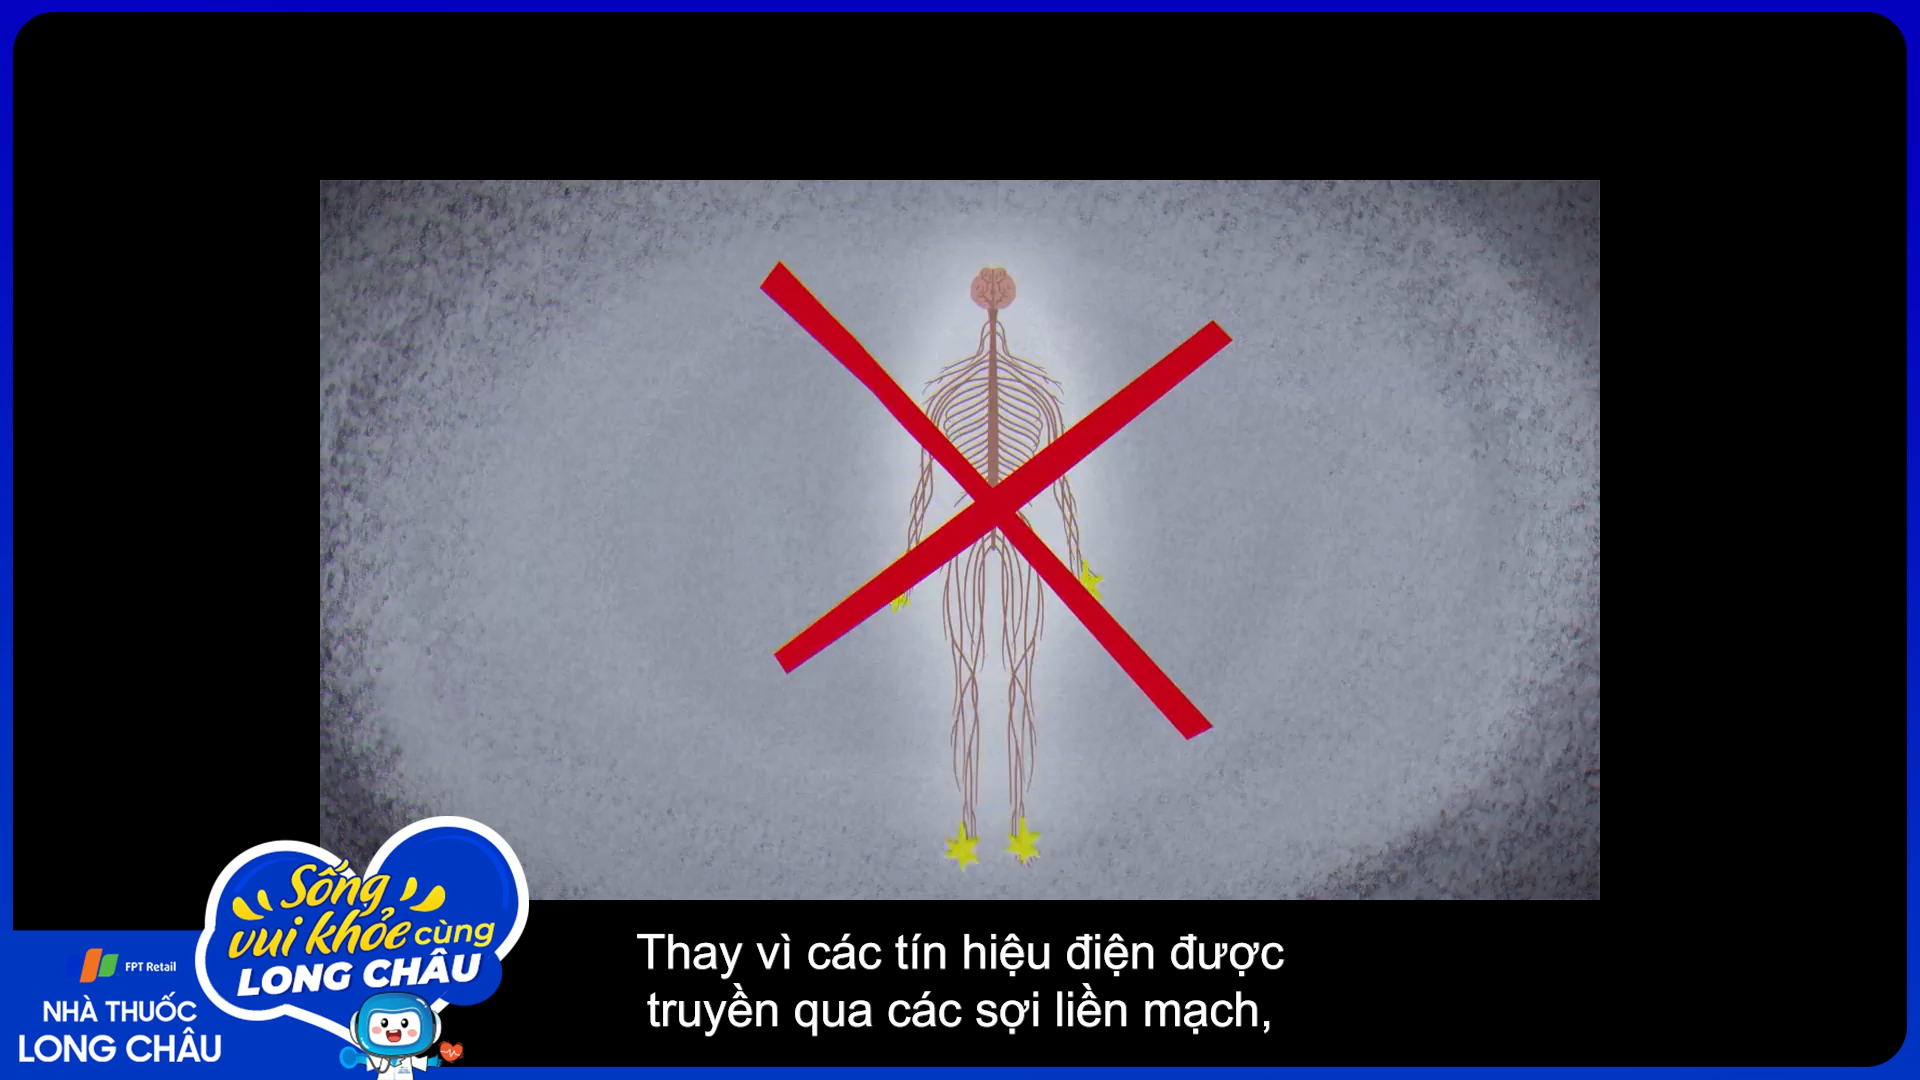 Sống
vui khỏe cùng
LONG CHÂU
FPT Retail
NHÀ THUỐC
LONG CHÂU
Thay vì các tín hiệu điện được
truyền qua các sợi liền mạch,